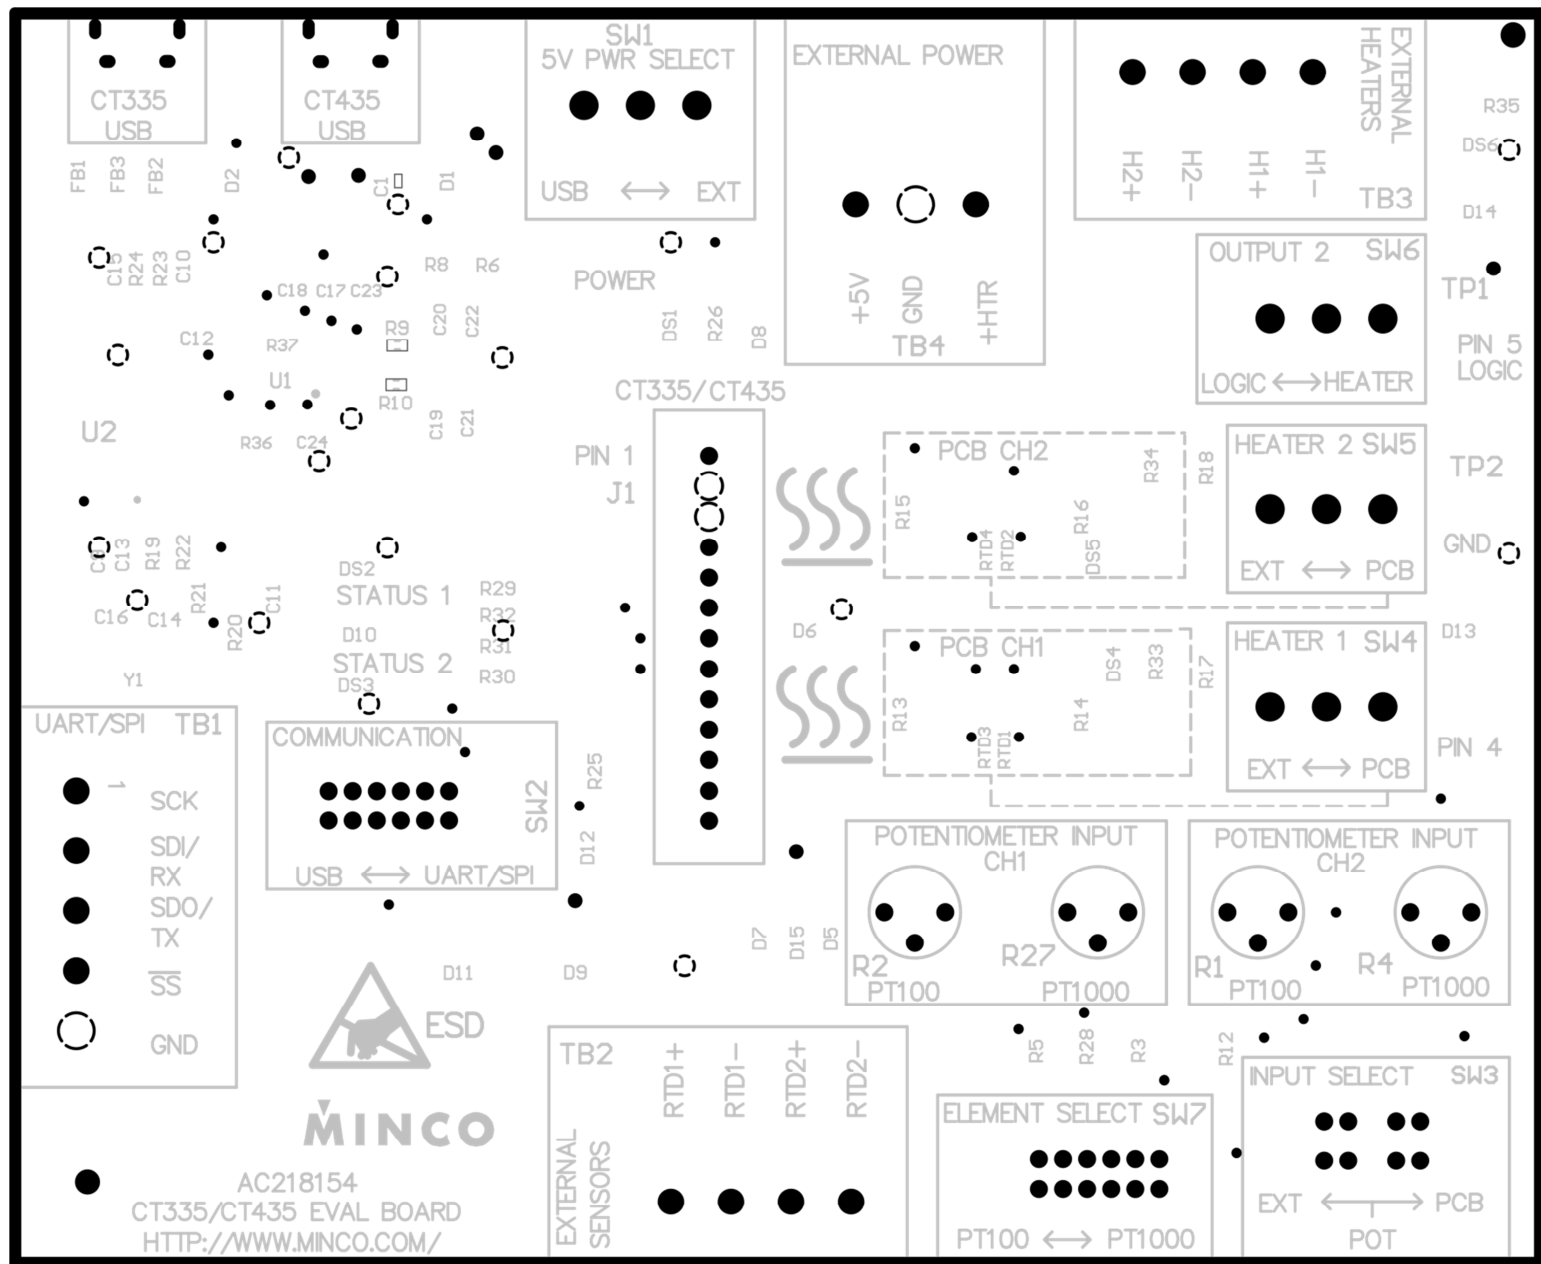 CT335
USB
CT435
USB
SW1
5V PWR SELECT
USB
EXT
EXTERNAL POWER
+5V
GND
+HTR
TB4
EXTERNAL
HEATERS
H2+
H2-
H1+
H1-
TB3
R35
DS6
D14
FB1
FB3
FB2
D2
C1
D1
C15
R24
R23
C10
R8
R6
C18
C17
C23
C20
C22
R9
C12
R37
U1
R10
C19
C21
R36
C24
U2
POWER
DS1
R26
D8
OUTPUT 2
SW6
LOGIC
HEATER
TP1
PIN 5
LOGIC
CT335/CT435
PIN 1
J1
PCB CH2
R34
R18
R15
R16
RTD4
RTD2
DS5
HEATER 2 SW5
EXT
PCB
TP2
GND
C13
R19
R22
DS2
STATUS 1
R29
R32
R31
R30
R21
C11
C16
C14
R20
D10
STATUS 2
DS3
Y1
D6
PCB CH1
DS4
R33
R17
R13
R14
RTD3
RTD1
HEATER 1 SW4
EXT
PCB
D13
PIN 4
UART/SPI
TB1
1
SCK
SDI/
RX
SDO/
TX
SS
GND
COMMUNICATION
SW2
USB
UART/SPI
R25
D12
POTENTIOMETER INPUT
CH1
R2
PT100
R27
PT1000
POTENTIOMETER INPUT
CH2
R1
PT100
R4
PT1000
D7
D15
D5
D11
D9
ESD
MINCO
AC218154
CT335/CT435 EVAL BOARD
HTTP://WWW.MINCO.COM/
TB2
RTD1+
RTD1-
RTD2+
RTD2-
EXTERNAL
SENSORS
R5
R28
R3
R12
ELEMENT SELECT SW7
PT100
PT1000
INPUT SELECT
SW3
EXT
PCB
POT